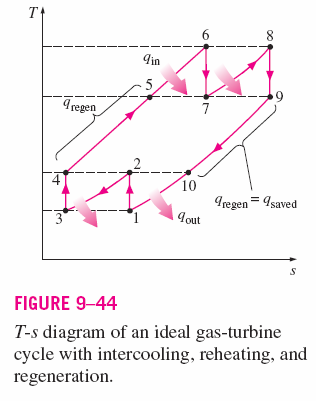 T
6
8
q_in
5
q_regen
7
9
4
2
10
q_regen = q_saved
3
1
q_out
s
FIGURE 9–44
T-s diagram of an ideal gas-turbine
cycle with intercooling, reheating, and
regeneration.